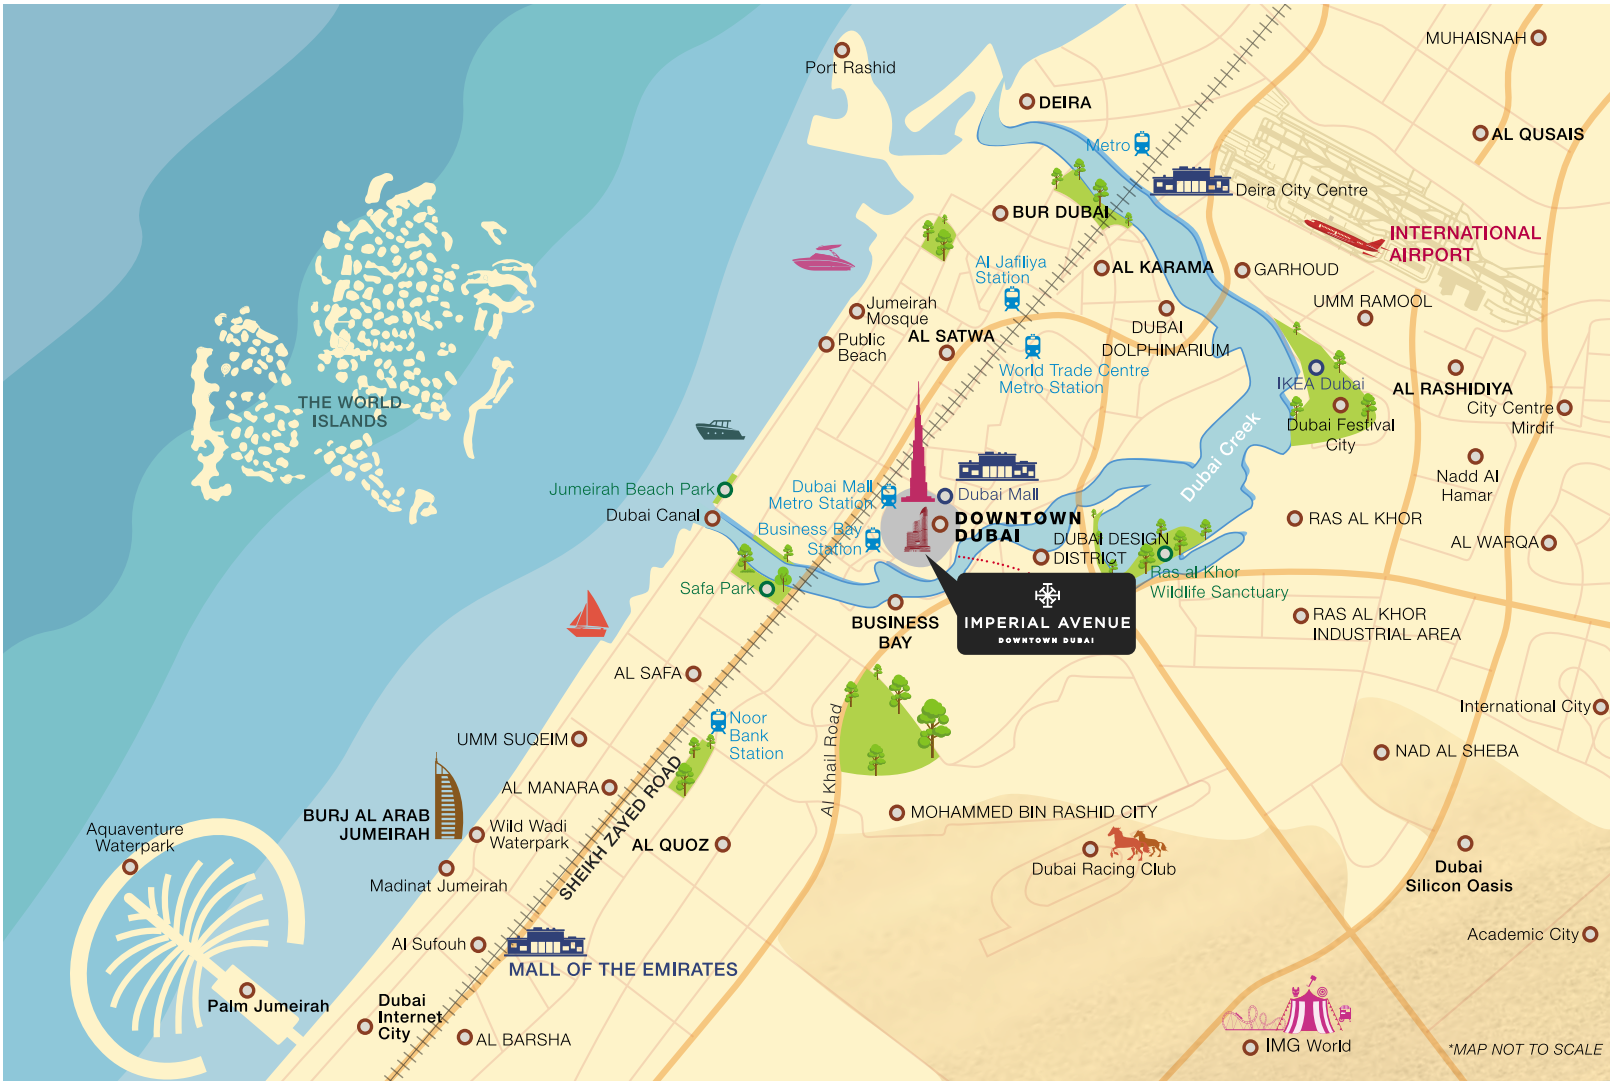 MUHAISNAH
Port Rashid
DEIRA
AL QUSAIS
Metro
Deira City Centre
BUR DUBAI
INTERNATIONAL
AIRPORT
Al Jafiliya
Station
AL KARAMA
GARHOUD
UMM RAMOOL
Jumeirah
Mosque
Public
Beach
AL SATWA
DUBAI
DOLPHINARIUM
World Trade Centre
Metro Station
IKEA Dubai
AL RASHIDIYA
City Centre
Mirdif
THE WORLD
ISLANDS
Dubai Festival
City
Dubai Creek
Nadd Al
Hamar
Jumeirah Beach Park
Dubai Mall
Metro Station
Dubai Mall
Dubai Canal
DOWNTOWN
DUBAI
Business Bay
Station
DUBAI DESIGN
DISTRICT
RAS AL KHOR
AL WARQA
Ras al Khor
Wildlife Sanctuary
Safa Park
IMPERIAL AVENUE
DOWNTOWN DUBAI
BUSINESS
BAY
RAS AL KHOR
INDUSTRIAL AREA
AL SAFA
International City
Noor
Bank
Station
UMM SUQEIM
Al Khail Road
NAD AL SHEBA
AL MANARA
SHEIKH ZAYED ROAD
BURJ AL ARAB
JUMEIRAH
MOHAMMED BIN RASHID CITY
Aquaventure
Waterpark
Wild Wadi
Waterpark
AL QUOZ
Dubai Racing Club
Dubai
Silicon Oasis
Madinat Jumeirah
Al Sufouh
Academic City
MALL OF THE EMIRATES
Palm Jumeirah
Dubai
Internet
City
AL BARSHA
IMG World
*MAP NOT TO SCALE